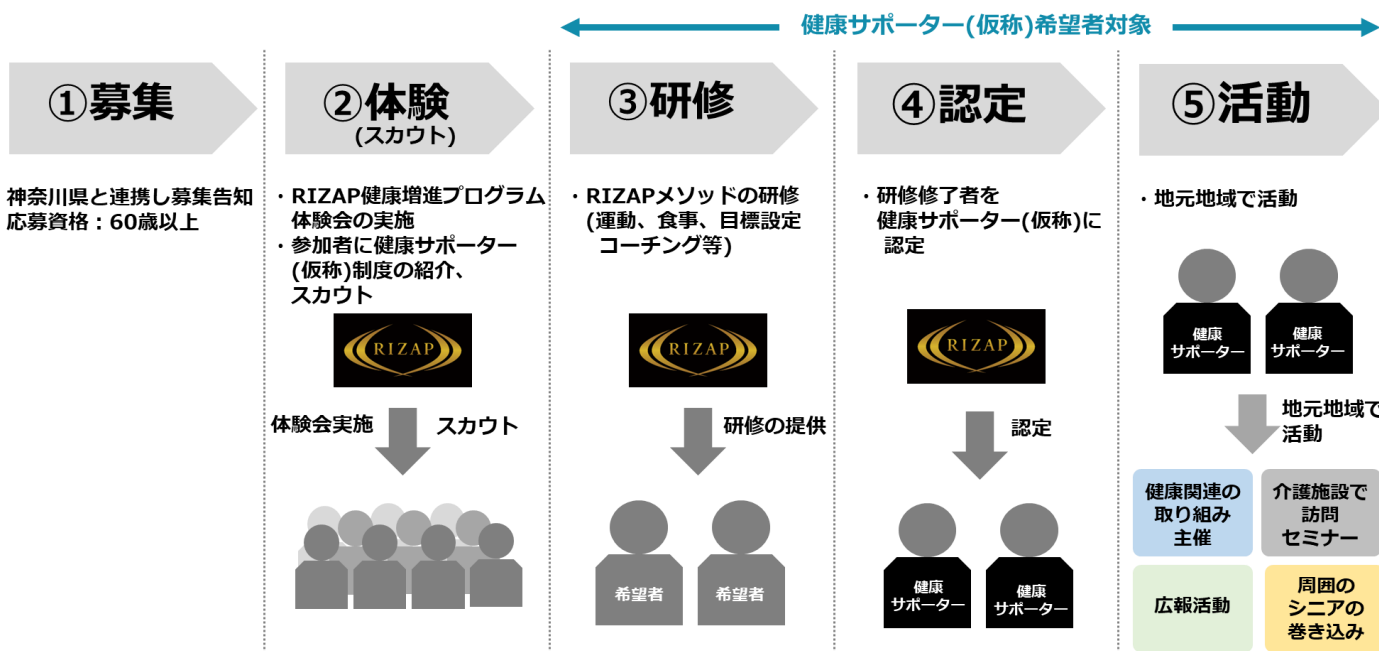 健康サポーター(仮称)希望者対象
①募集
神奈川県と連携し募集告知
応募資格：60歳以上
②体験
(スカウト)
・RIZAP健康増進プログラム
体験会の実施
・参加者に健康サポーター
(仮称)制度の紹介、
スカウト
RIZAP
体験会実施
スカウト
③研修
・RIZAPメソッドの研修
(運動、食事、目標設定
コーチング等)
RIZAP
研修の提供
希望者
希望者
④認定
・研修修了者を
健康サポーター(仮称)に
認定
RIZAP
認定
健康
サポーター
健康
サポーター
⑤活動
・地元地域で活動
健康
サポーター
健康
サポーター
地元地域で
活動
健康関連の
取り組み
主催
介護施設で
訪問
セミナー
広報活動
周囲の
シニアの
巻き込み